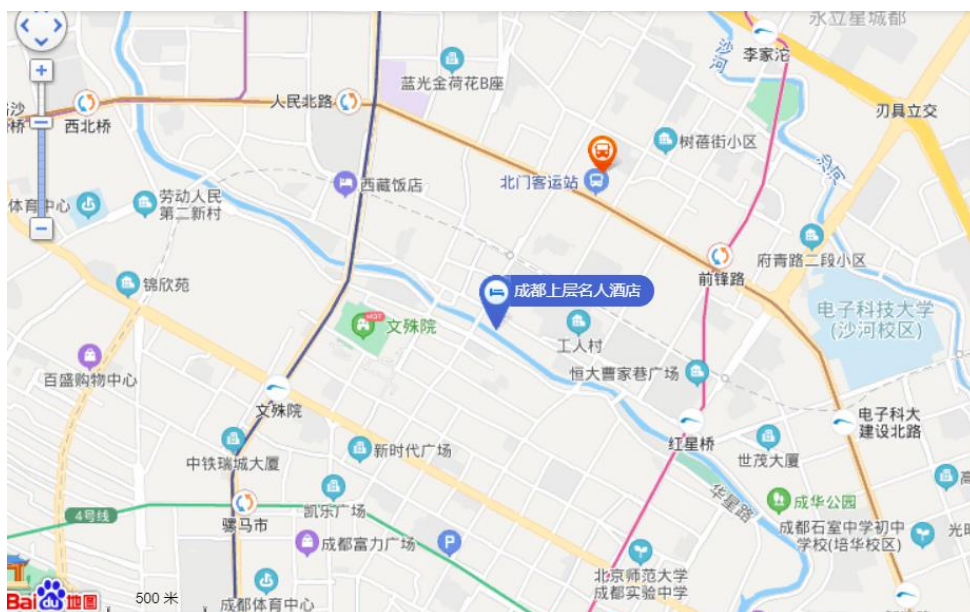 永立星城都
沙河
李家沱
蓝光金荷花B座
人民北路
西北桥
刃具立交
树蓓街小区
北门客运站
西藏饭店
沙河
劳动人民
第二新村
体育中心
府青路二段小区
前锋路
锦欣苑
成都上层名人酒店
电子科技大学
(沙河校区)
HOT
文殊院
工人村
恒大曹家巷广场
百盛购物中心
文殊院
电子科大
建设北路
红星桥
新时代广场
中铁瑞城大厦
世茂大厦
华星路
凯乐广场
成华公园
4号线
骡马市
成都石室中学初中
学校(培华校区)
成都富力广场
P
北京师范大学
成都实验中学
500 米
Bai du 地图
成都体育中心